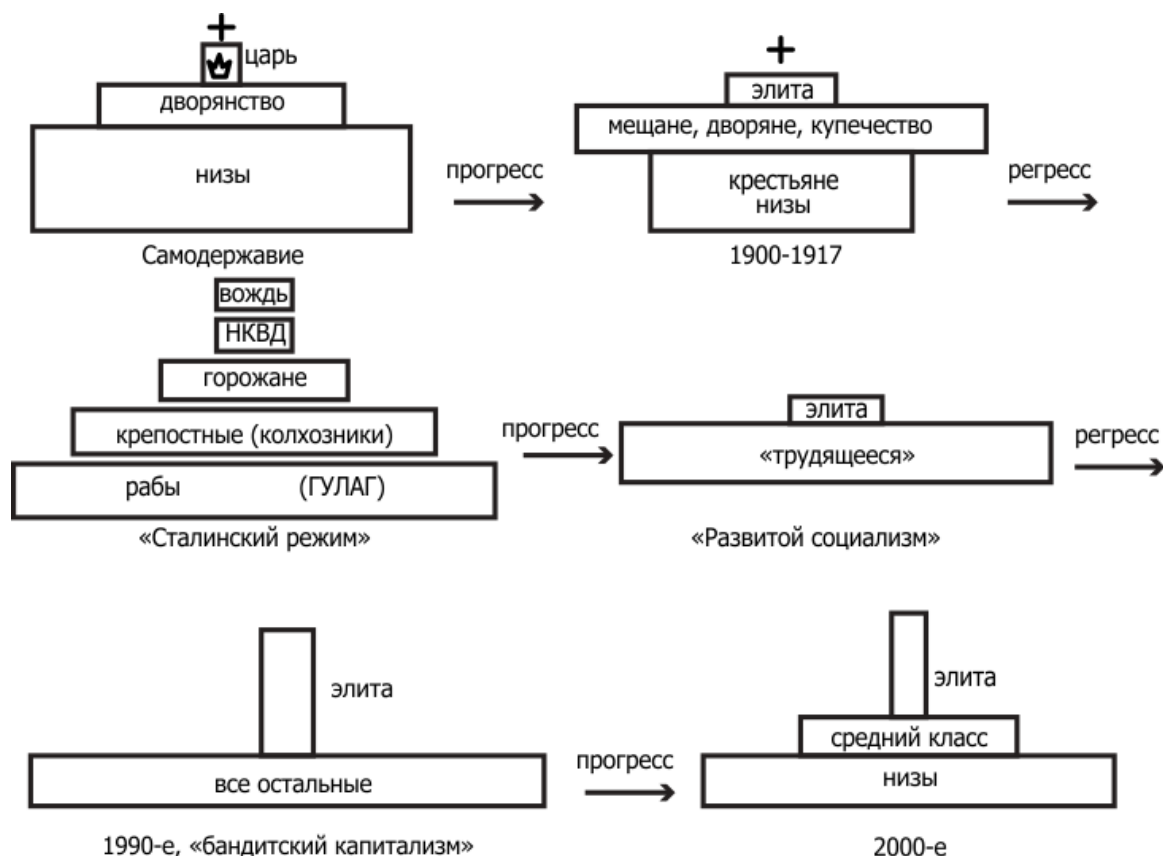 +
царь
дворянство
низы
Самодержавие
прогресс
+
элита
мещане, дворяне, купечество
крестьяне
низы
1900-1917
регресс
вождь
НКВД
горожане
крепостные (колхозники)
рабы (ГУЛАГ)
«Сталинский режим»
прогресс
элита
«трудящееся»
«Развитой социализм»
регресс
элита
все остальные
1990-е, «бандитский капитализм»
прогресс
элита
средний класс
низы
2000-е